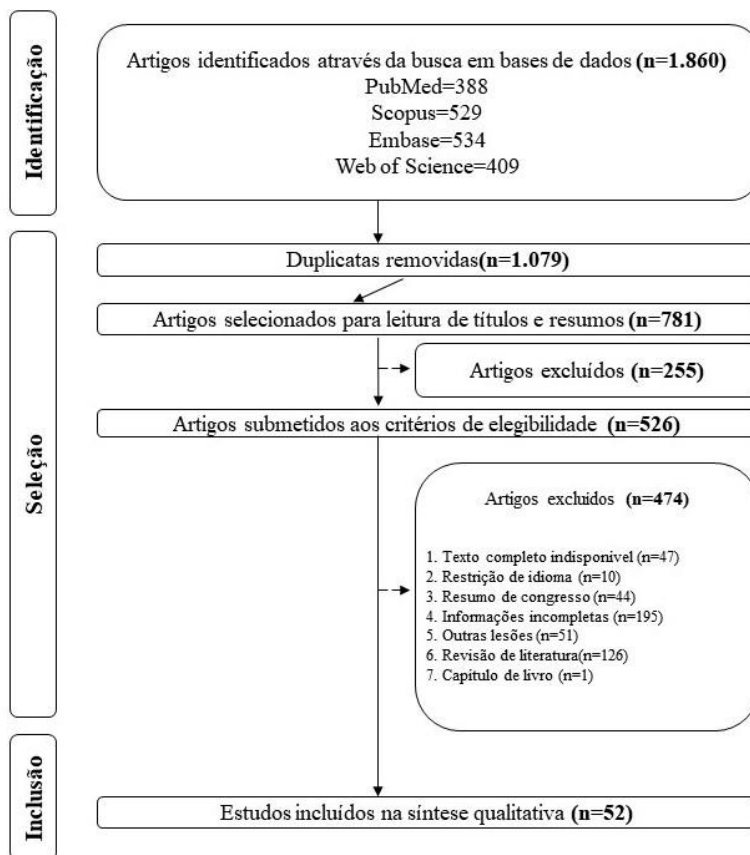 Identificação
Artigos identificados através da busca em bases de dados (n=1.860)
PubMed=388
Scopus=529
Embase=534
Web of Science=409
Seleção
Duplicatas removidas(n=1.079)
Artigos selecionados para leitura de títulos e resumos (n=781)
Artigos excluídos (n=255)
Artigos submetidos aos critérios de elegibilidade (n=526)
Artigos excluidos (n=474)
1. Texto completo indisponivel (n=47)
2. Restrição de idioma (n=10)
3. Resumo de congresso (n=44)
4. Informações incompletas (n=195)
5. Outras lesões (n=51)
6. Revisão de literatura(n=126)
7. Capítulo de livro (n=1)
Inclusão
Estudos incluídos na síntese qualitativa (n=52)